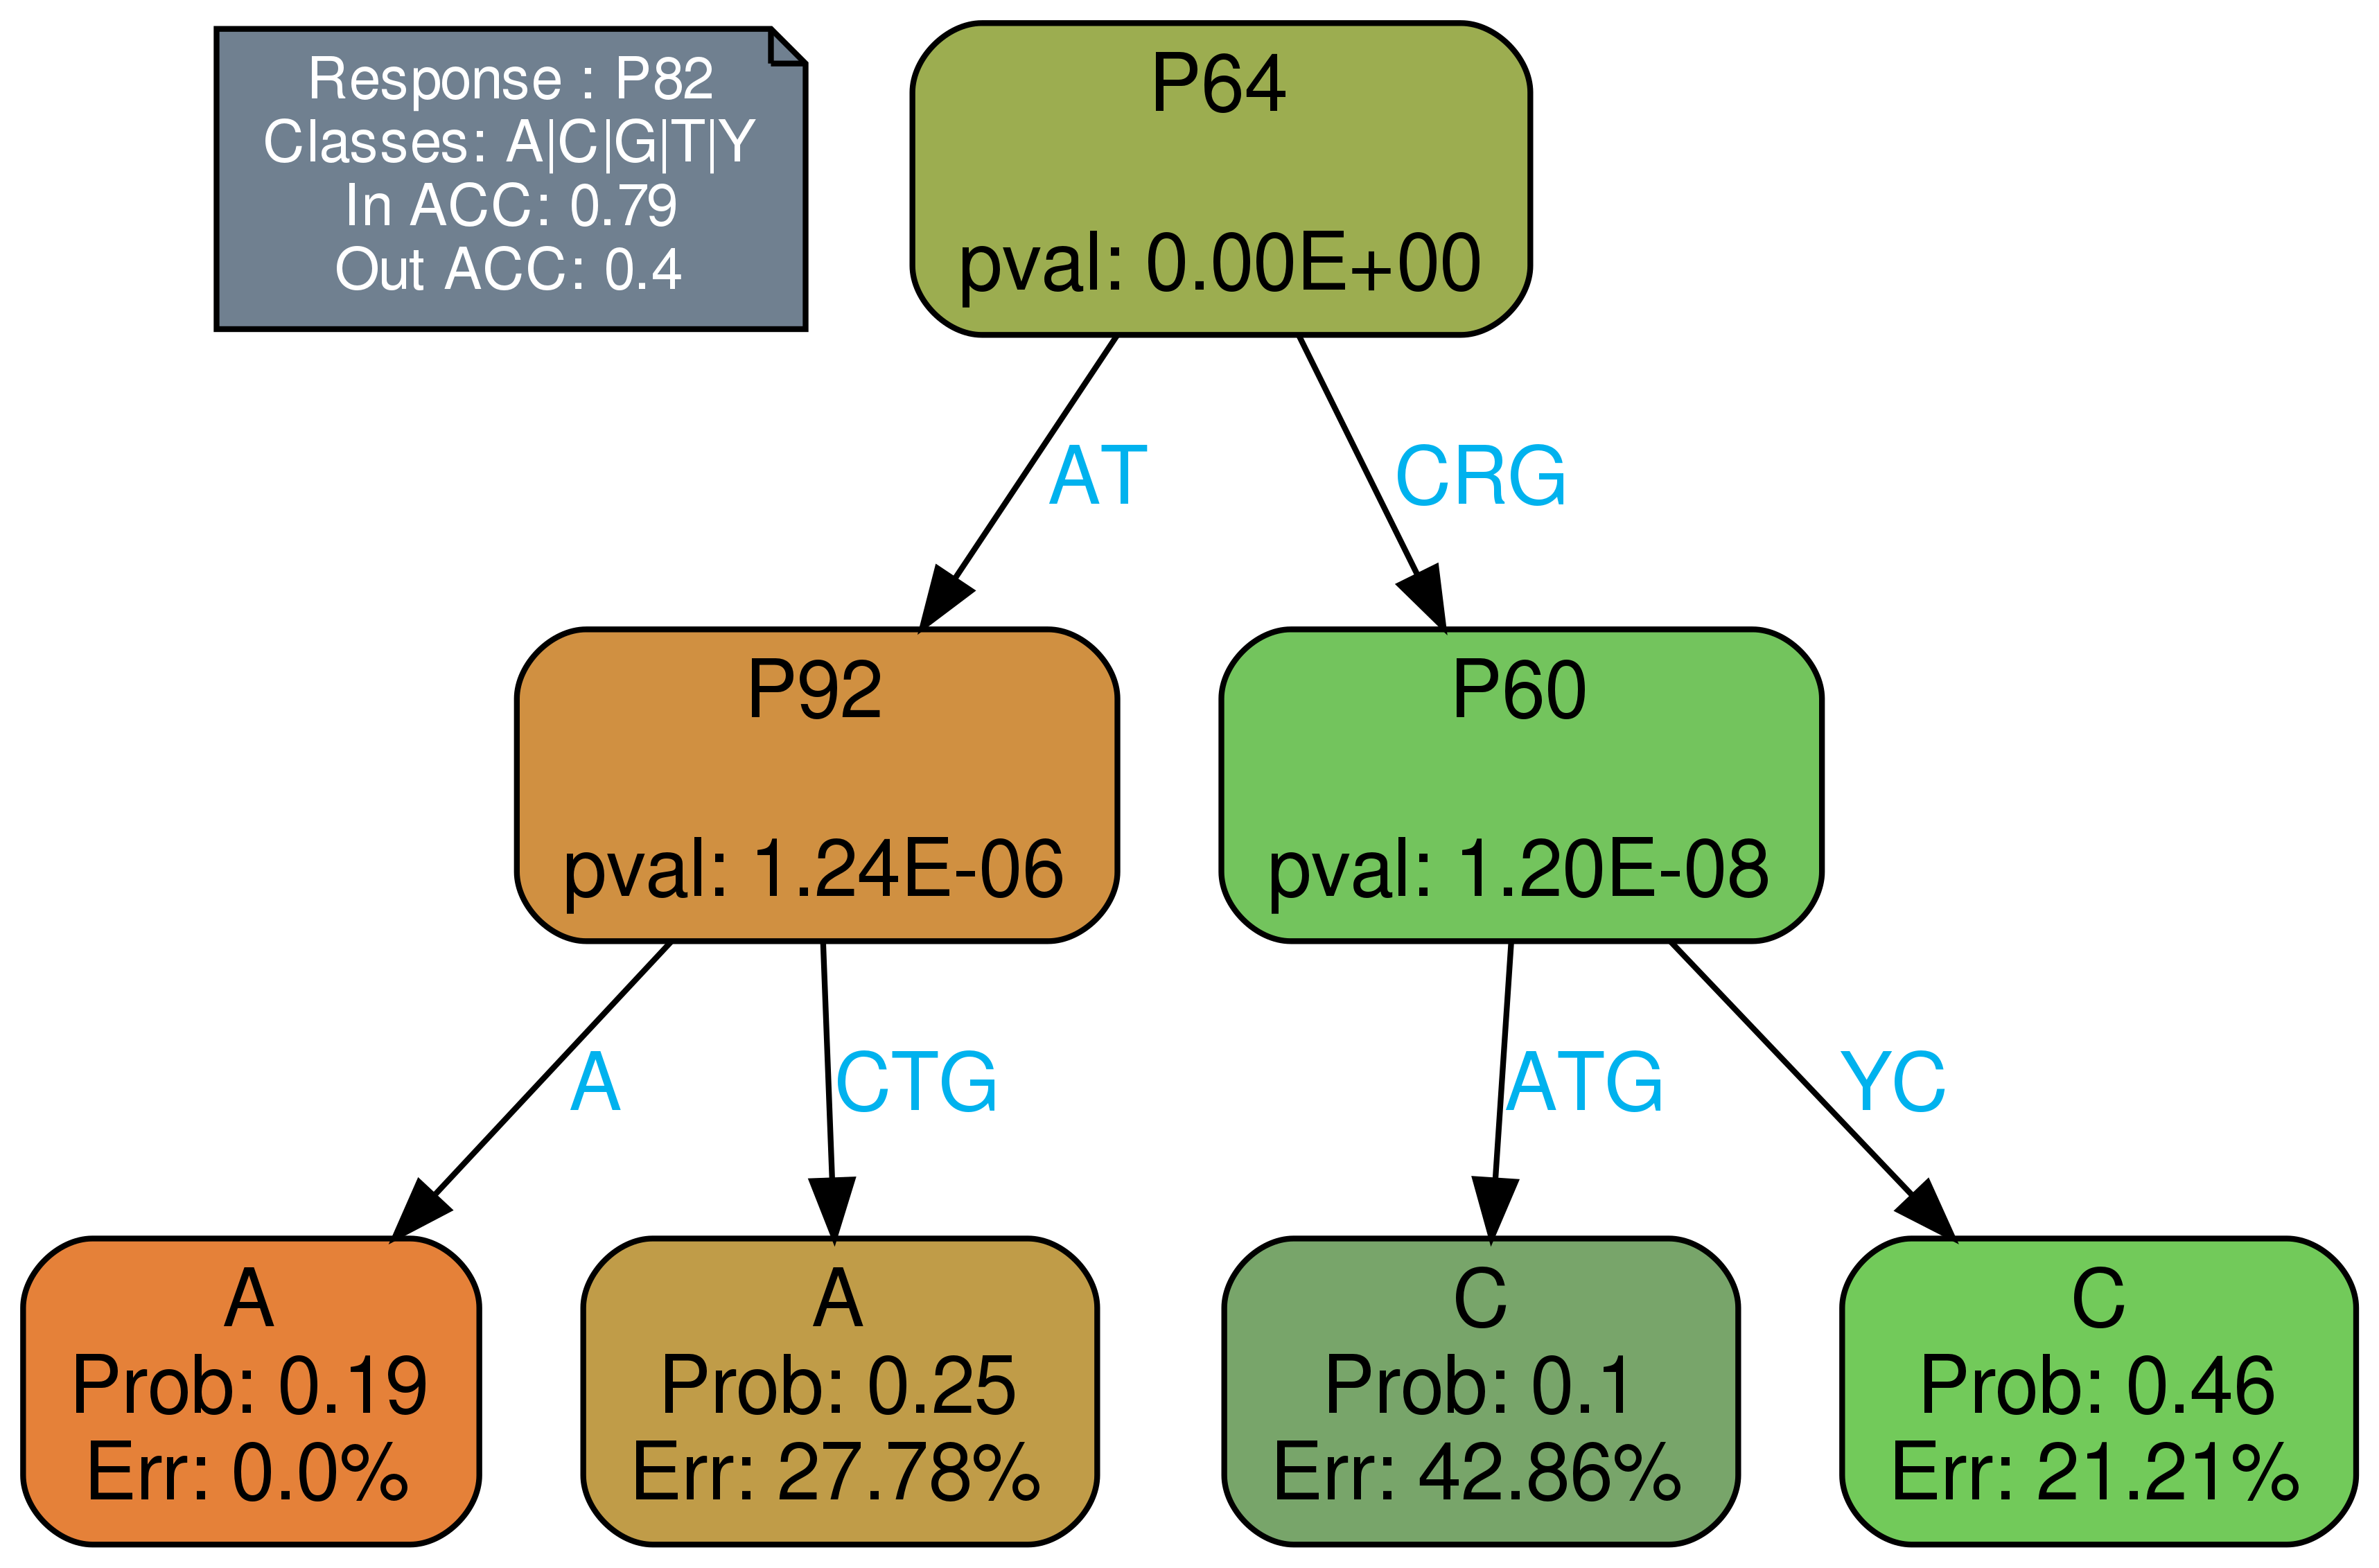 Response : P82
Classes: A|C|G|T|Y
In ACC: 0.79
Out ACC: 0.4
P64
pval: 0.00E+00
AT
CRG
P92
pval: 1.24E-06
P60
pval: 1.20E-08
A
CTG
ATG
YC
A
Prob: 0.19
Err: 0.0%
A
Prob: 0.25
Err: 27.78%
C
Prob: 0.1
Err: 42.86%
C
Prob: 0.46
Err: 21.21%